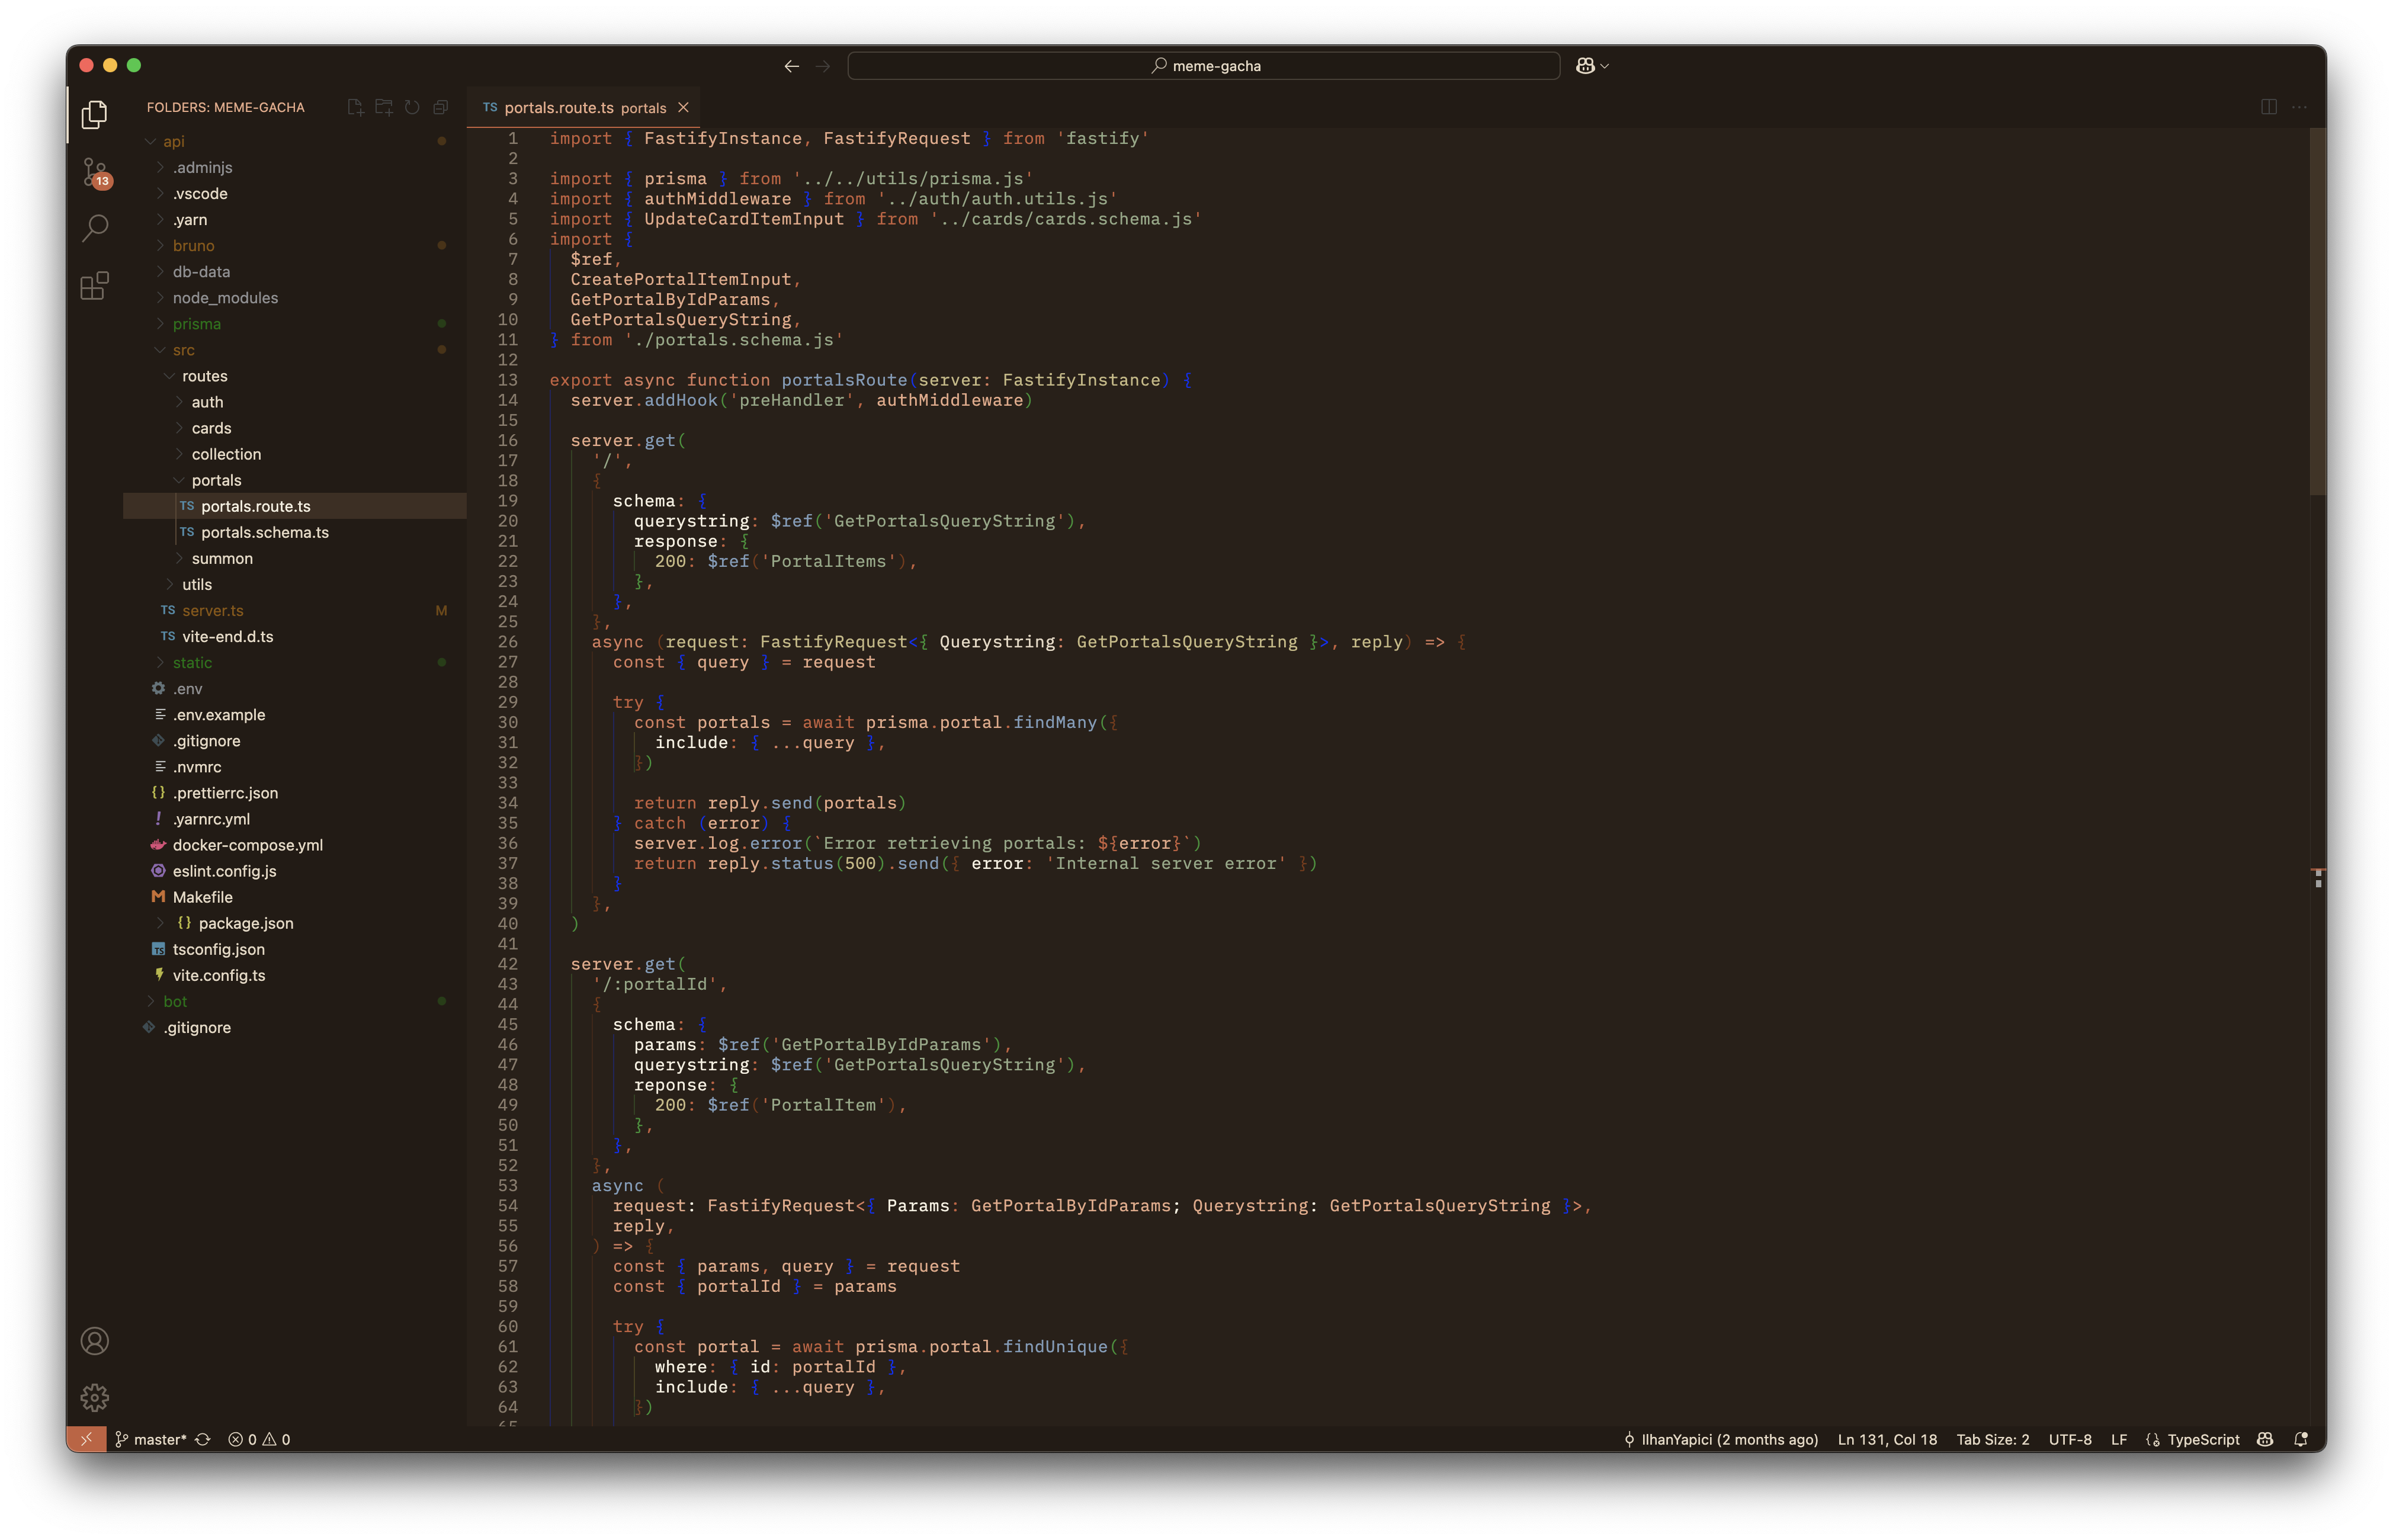 meme-gacha
FOLDERS: MEME-GACHA
api
.adminjs
.vscode
.yarn
bruno
db-data
node_modules
prisma
src
routes
auth
cards
collection
portals
TS portals.route.ts
TS portals.schema.ts
summon
utils
TS server.ts M
TS vite-end.d.ts
static
.env
.env.example
.gitignore
.nvmrc
{} .prettierrc.json
! .yarnrc.yml
docker-compose.yml
eslint.config.js
M Makefile
{} package.json
TS tsconfig.json
vite.config.ts
bot
.gitignore
13
TS portals.route.ts portals
1 import { FastifyInstance, FastifyRequest } from 'fastify'
2
3 import { prisma } from '../../utils/prisma.js'
4 import { authMiddleware } from '../auth/auth.utils.js'
5 import { UpdateCardItemInput } from '../cards/cards.schema.js'
6 import {
7   $ref,
8   CreatePortalItemInput,
9   GetPortalByIdParams,
10   GetPortalsQueryString,
11 } from './portals.schema.js'
12
13 export async function portalsRoute(server: FastifyInstance) {
14   server.addHook('preHandler', authMiddleware)
15
16   server.get(
17     '/',
18     {
19       schema: {
20         querystring: $ref('GetPortalsQueryString'),
21         response: {
22           200: $ref('PortalItems'),
23         },
24       },
25     },
26     async (request: FastifyRequest<{ Querystring: GetPortalsQueryString }>, reply) => {
27       const { query } = request
28
29       try {
30         const portals = await prisma.portal.findMany({
31           include: { ...query },
32         })
33
34         return reply.send(portals)
35       } catch (error) {
36         server.log.error(`Error retrieving portals: ${error}`)
37         return reply.status(500).send({ error: 'Internal server error' })
38       }
39     },
40   )
41
42   server.get(
43     '/:portalId',
44     {
45       schema: {
46         params: $ref('GetPortalByIdParams'),
47         querystring: $ref('GetPortalsQueryString'),
48         reponse: {
49           200: $ref('PortalItem'),
50         },
51       },
52     },
53     async (
54       request: FastifyRequest<{ Params: GetPortalByIdParams; Querystring: GetPortalsQueryString }>,
55       reply,
56     ) => {
57       const { params, query } = request
58       const { portalId } = params
59
60       try {
61         const portal = await prisma.portal.findUnique({
62           where: { id: portalId },
63           include: { ...query },
64         })
65
master* 0 0
IlhanYapici (2 months ago) Ln 131, Col 18 Tab Size: 2 UTF-8 LF TypeScript